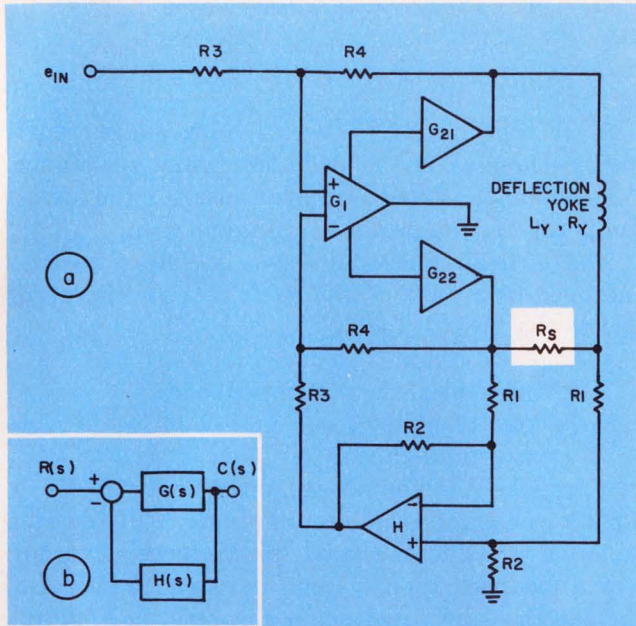 R3
R4
eIN
G21
+
G1
−
DEFLECTION
YOKE
LY , RY
a
G22
R4
RS
R3
R1
R1
R2
R(s)
+
−
G(s)
C(s)
H(s)
b
−
H
+
R2